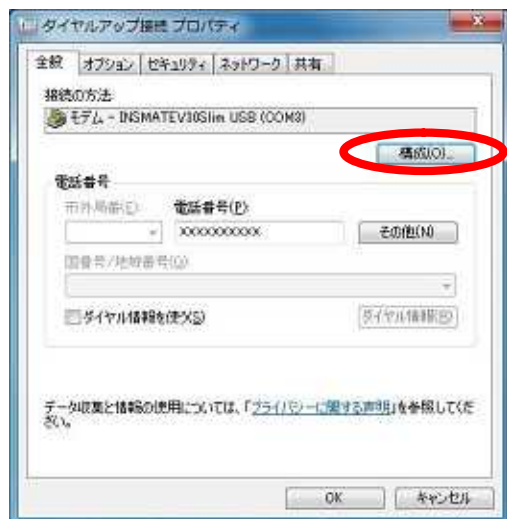 ダイヤルアップ接続 プロパティ
全般 オプション セキュリティ ネットワーク 共有
接続の方法:
モデム - INSMATEV30Slim USB (COM3)
構成(O)...
電話番号
市外局番(E): 電話番号(P):
XXXXXXXXXX その他(N)
国番号/地域番号(G):
ダイヤル情報を使う(S) ダイヤル情報(R)
データ収集と情報の使用については、「プライバシーに関する声明」を参照してくだ
さい。
OK キャンセル